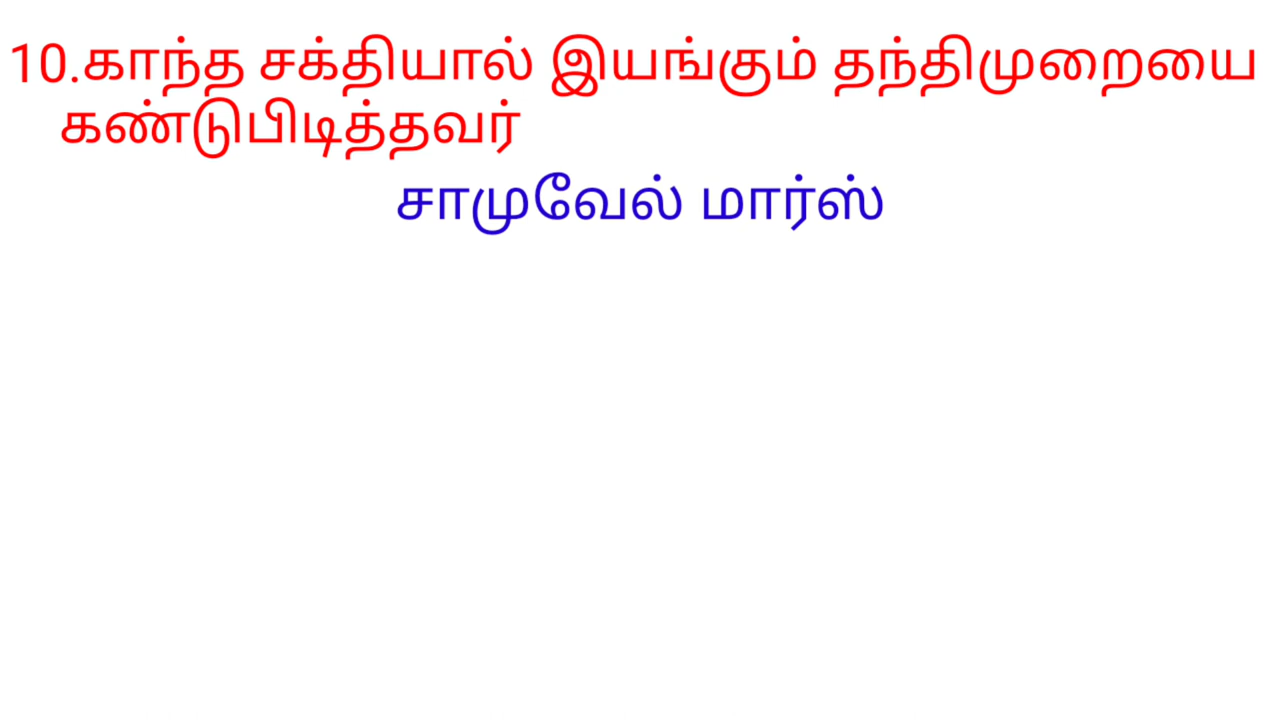 10.காந்த சக்தியால் இயங்கும் தந்திமுறையை
கண்டுபிடித்தவர்
சாமுவேல் மார்ஸ்